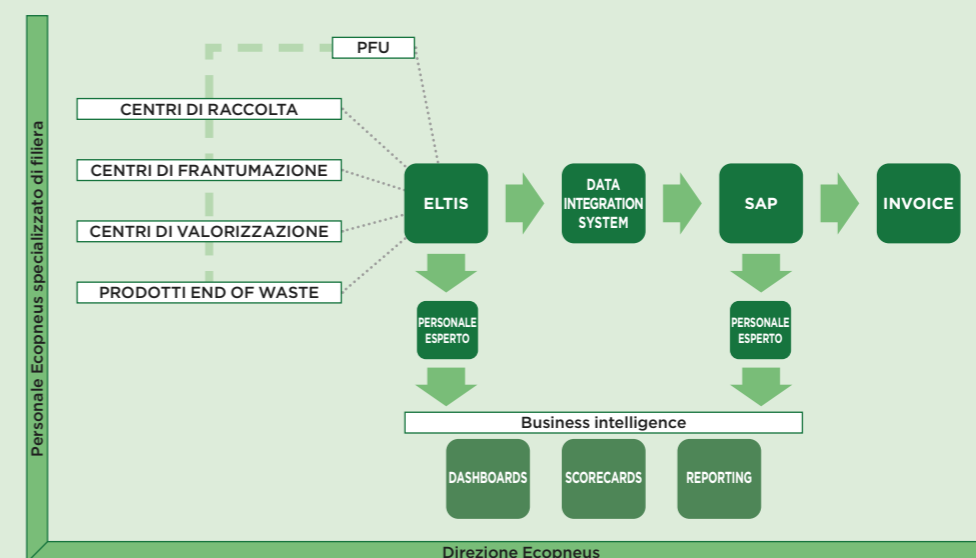 PFU
CENTRI DI RACCOLTA
CENTRI DI FRANTUMAZIONE
CENTRI DI VALORIZZAZIONE
PRODOTTI END OF WASTE
Personale Ecopneus specializzato di filiera
ELTIS
DATA
INTEGRATION
SYSTEM
SAP
INVOICE
PERSONALE
ESPERTO
PERSONALE
ESPERTO
Business intelligence
DASHBOARDS
SCORECARDS
REPORTING
Direzione Ecopneus